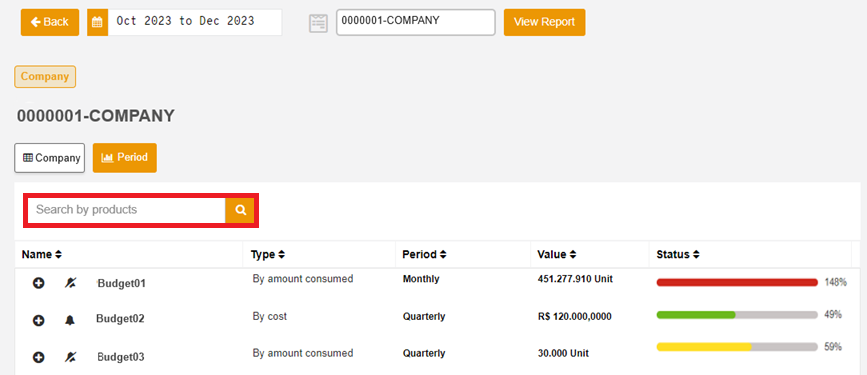 Back Oct 2023 to Dec 2023 0000001-COMPANY View Report
Company
0000001-COMPANY
Company Period
Search by products
Name Type Period Value Status
Budget01 By amount consumed Monthly 451.277.910 Unit 148%
Budget02 By cost Quarterly R$ 120.000,0000 49%
Budget03 By amount consumed Quarterly 30.000 Unit 59%